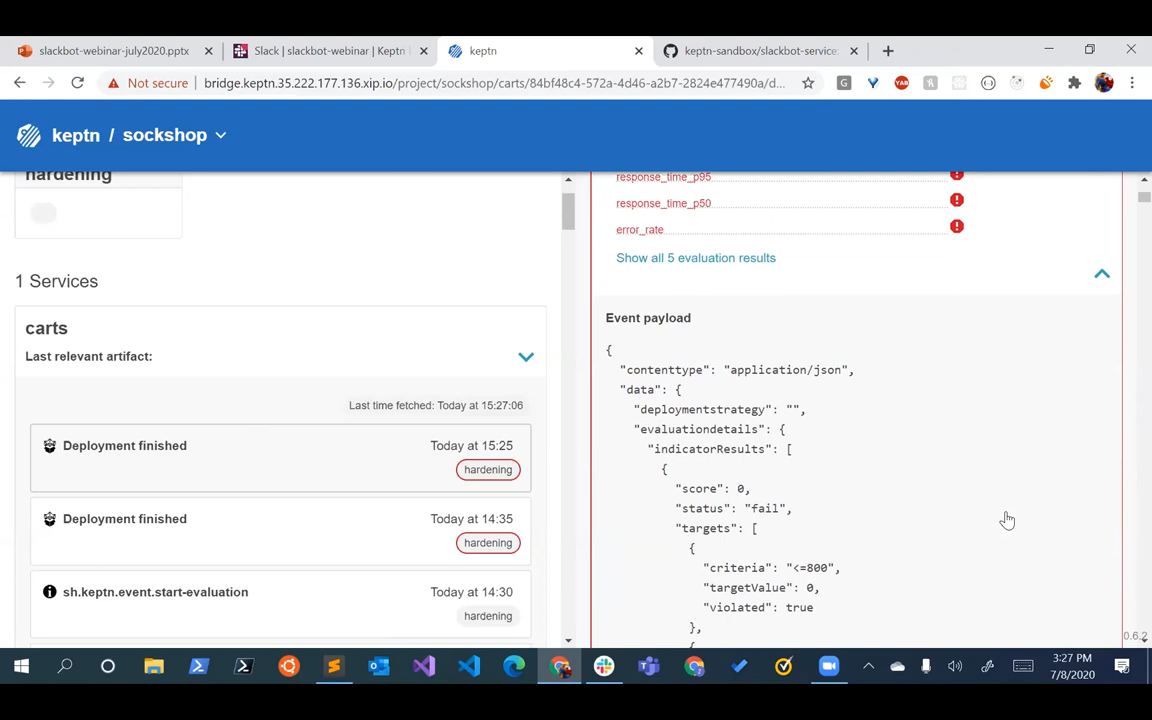 slackbot-webinar-july2020.pptx
Slack | slackbot-webinar | Keptn
keptn
keptn-sandbox/slackbot-service:
Not secure
bridge.keptn.35.222.177.136.xip.io/project/sockshop/carts/84bf48c4-572a-4d46-a2b7-2824e477490a/d...
keptn / sockshop
hardening
1 Services
carts
Last relevant artifact:
Last time fetched: Today at 15:27:06
Deployment finished
Today at 15:25
hardening
Deployment finished
Today at 14:35
hardening
sh.keptn.event.start-evaluation
Today at 14:30
hardening
response_time_p95
response_time_p50
error_rate
Show all 5 evaluation results
Event payload
{
"contenttype": "application/json",
"data": {
"deploymentstrategy": "",
"evaluationdetails": {
"indicatorResults": [
{
"score": 0,
"status": "fail",
"targets": [
{
"criteria": "<=800",
"targetValue": 0,
"violated": true
},
{
0.6.2
3:27 PM
7/8/2020